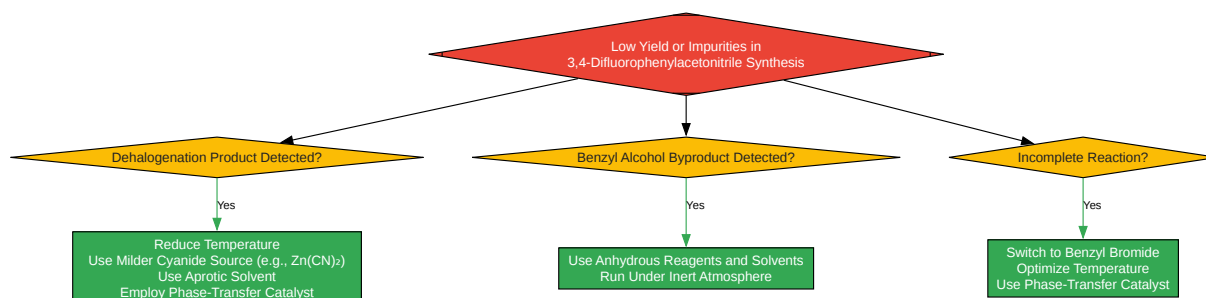 Low Yield or Impurities in
3,4-Difluorophenylacetonitrile Synthesis
Dehalogenation Product Detected?
Benzyl Alcohol Byproduct Detected?
Incomplete Reaction?
Yes
Yes
Yes
Reduce Temperature
Use Milder Cyanide Source (e.g., Zn(CN)₂)
Use Aprotic Solvent
Employ Phase-Transfer Catalyst
Use Anhydrous Reagents and Solvents
Run Under Inert Atmosphere
Switch to Benzyl Bromide
Optimize Temperature
Use Phase-Transfer Catalyst